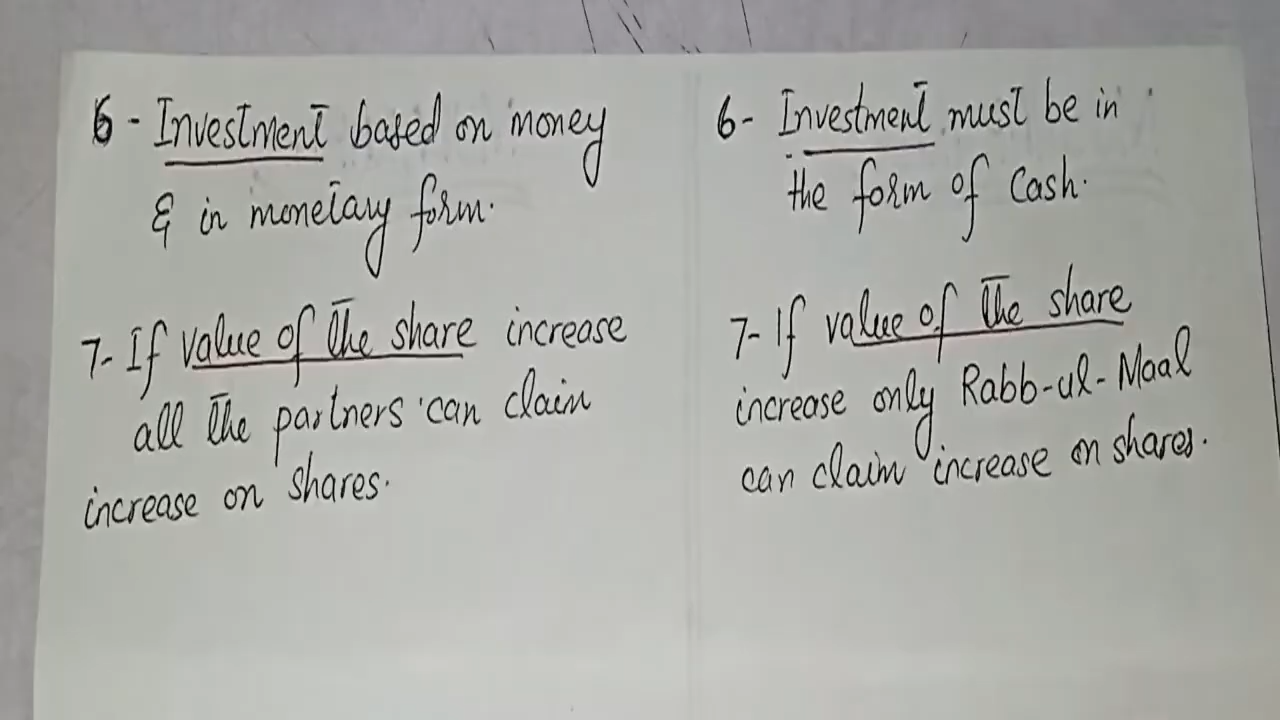 6- Investment based on money
& in monetary form.
7- If value of the share increase
all the partners can claim
increase on shares.
6- Investment must be in
the form of Cash.
7- If value of the share
increase only Rabb-ul-Maal
can claim increase on shares.